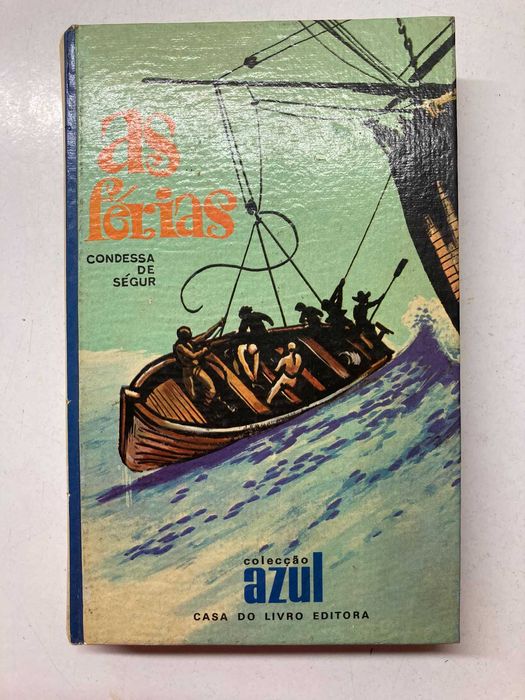 as
férias
CONDESSA
DE
SÉGUR
colecção
azul
CASA DO LIVRO EDITORA